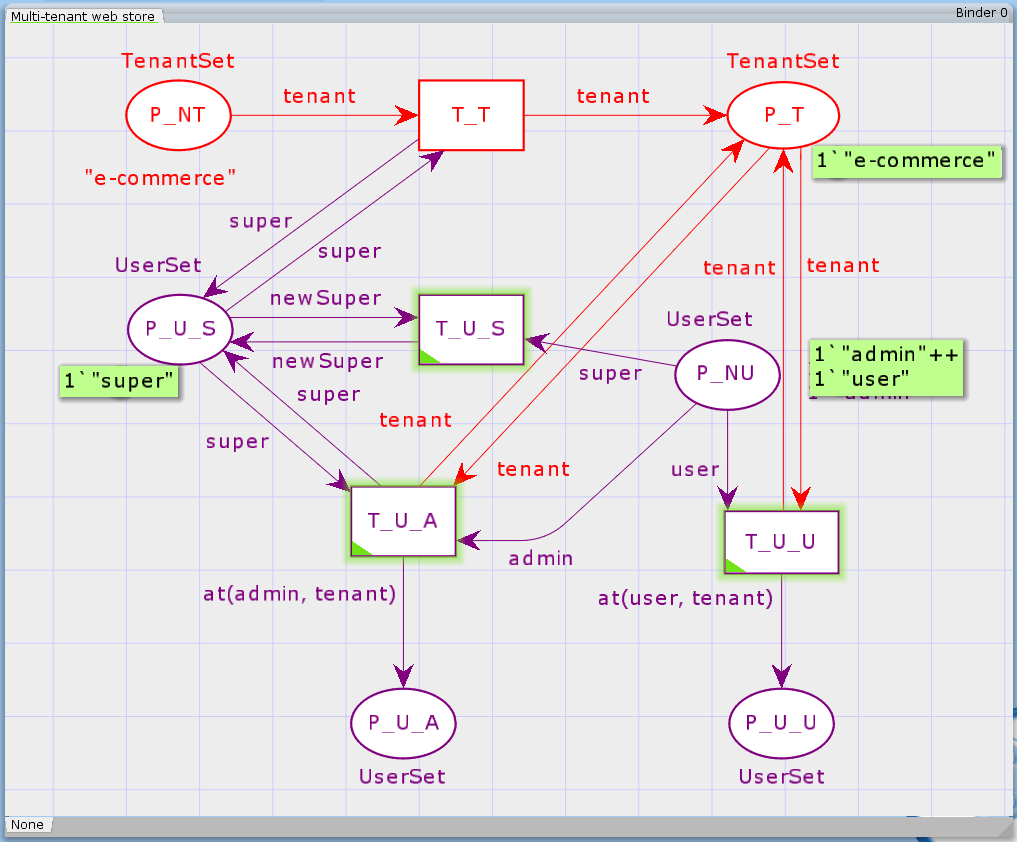 Multi-tenant web store
Binder 0
TenantSet
TenantSet
P_NT
tenant
T_T
tenant
P_T
"e-commerce"
1`"e-commerce"
super
super
UserSet
tenant
tenant
P_U_S
newSuper
T_U_S
UserSet
newSuper
1`"super"
super
super
P_NU
1`"admin"++
1`"user"
super
tenant
tenant
user
T_U_A
admin
T_U_U
at(admin, tenant)
at(user, tenant)
P_U_A
P_U_U
UserSet
UserSet
None